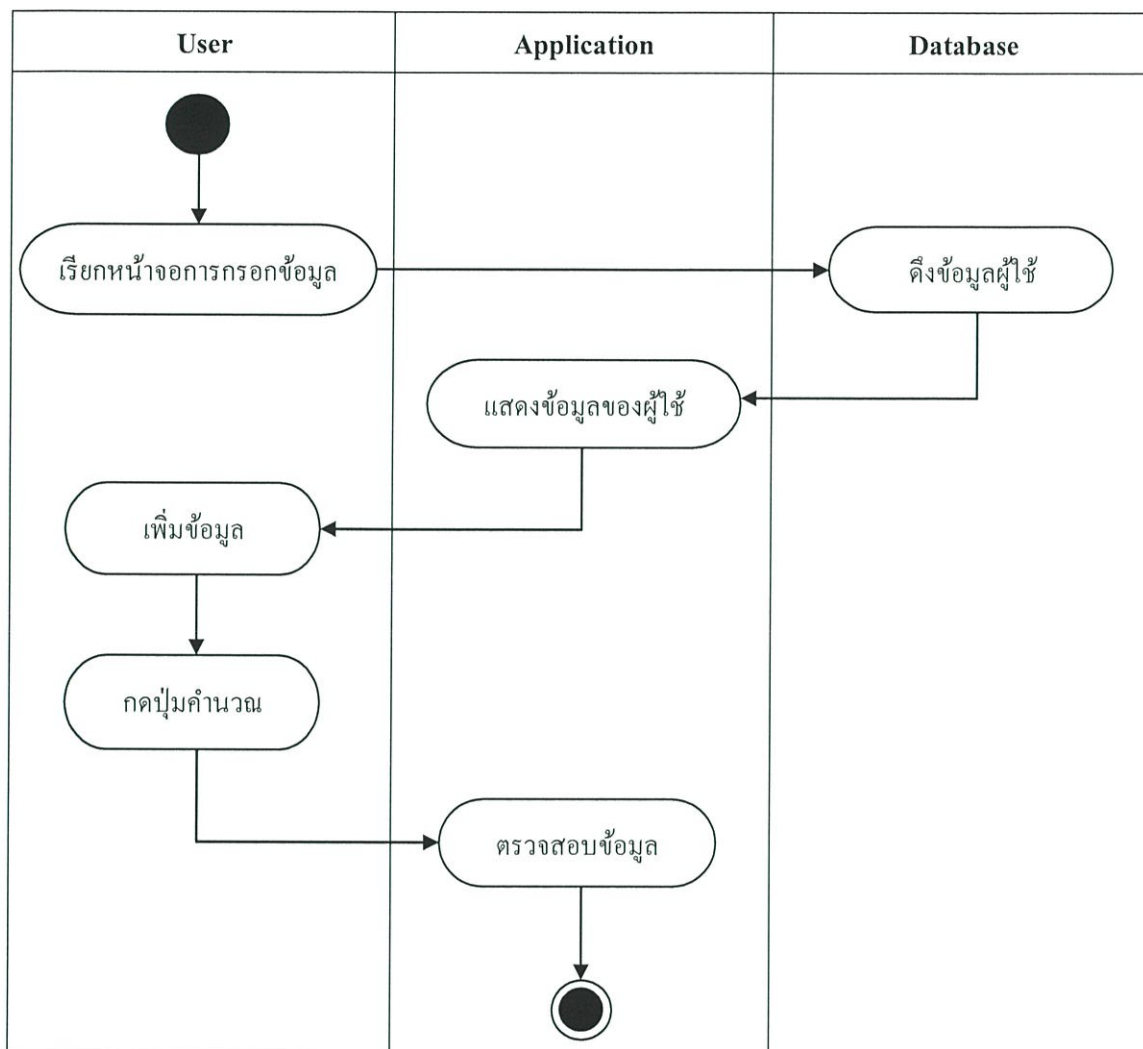 User
Application
Database
เรียกหน้าจอการกรอกข้อมูล
ดึงข้อมูลผู้ใช้
แสดงข้อมูลของผู้ใช้
เพิ่มข้อมูล
กดปุ่มคำนวณ
ตรวจสอบข้อมูล